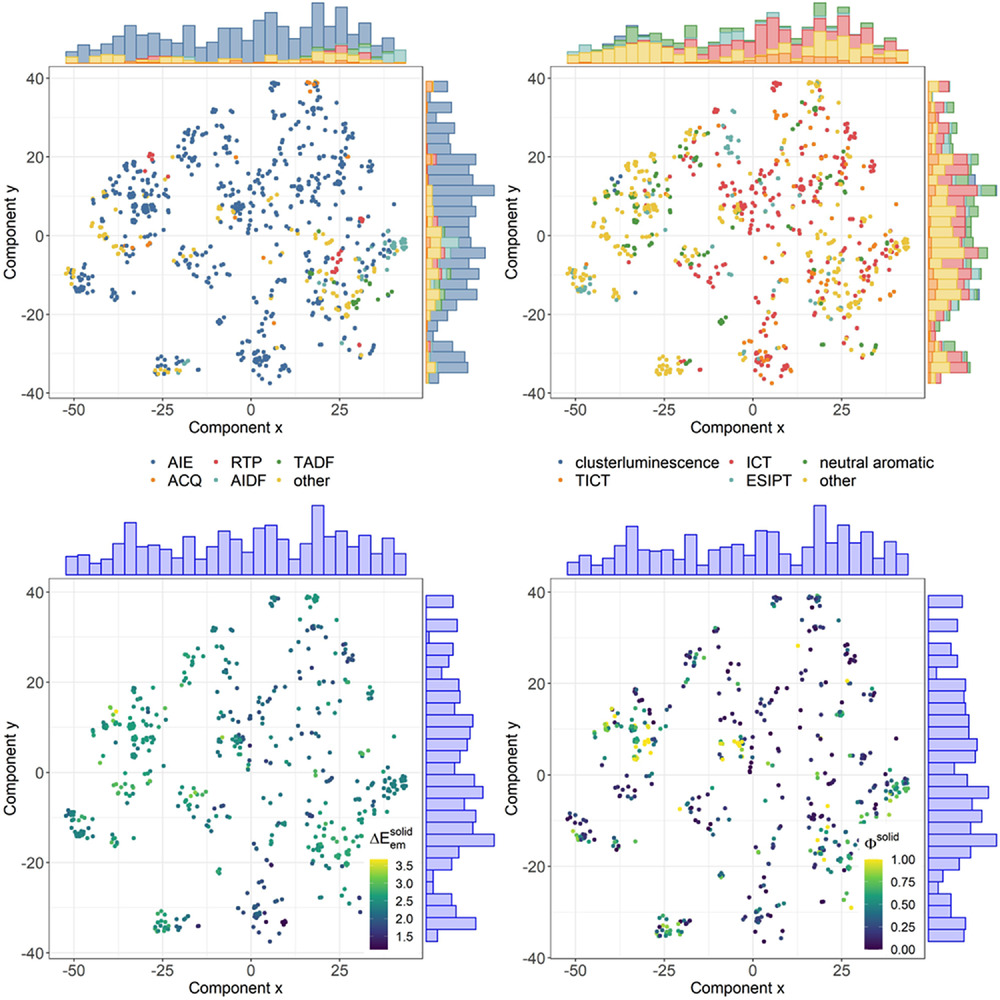 40
20
0
-20
-40
Component y
-50
-25
0
25
Component x
AIE
RTP
TADF
ACQ
AIDF
other
40
20
0
-20
-40
Component y
-50
-25
0
25
Component x
clusterluminescence
ICT
neutral aromatic
TICT
ESIPT
other
40
20
0
-20
-40
Component y
-50
-25
0
25
Component x
ΔE solid em
3.5
3.0
2.5
2.0
1.5
40
20
0
-20
-40
Component y
-50
-25
0
25
Component x
Φ solid
1.00
0.75
0.50
0.25
0.00